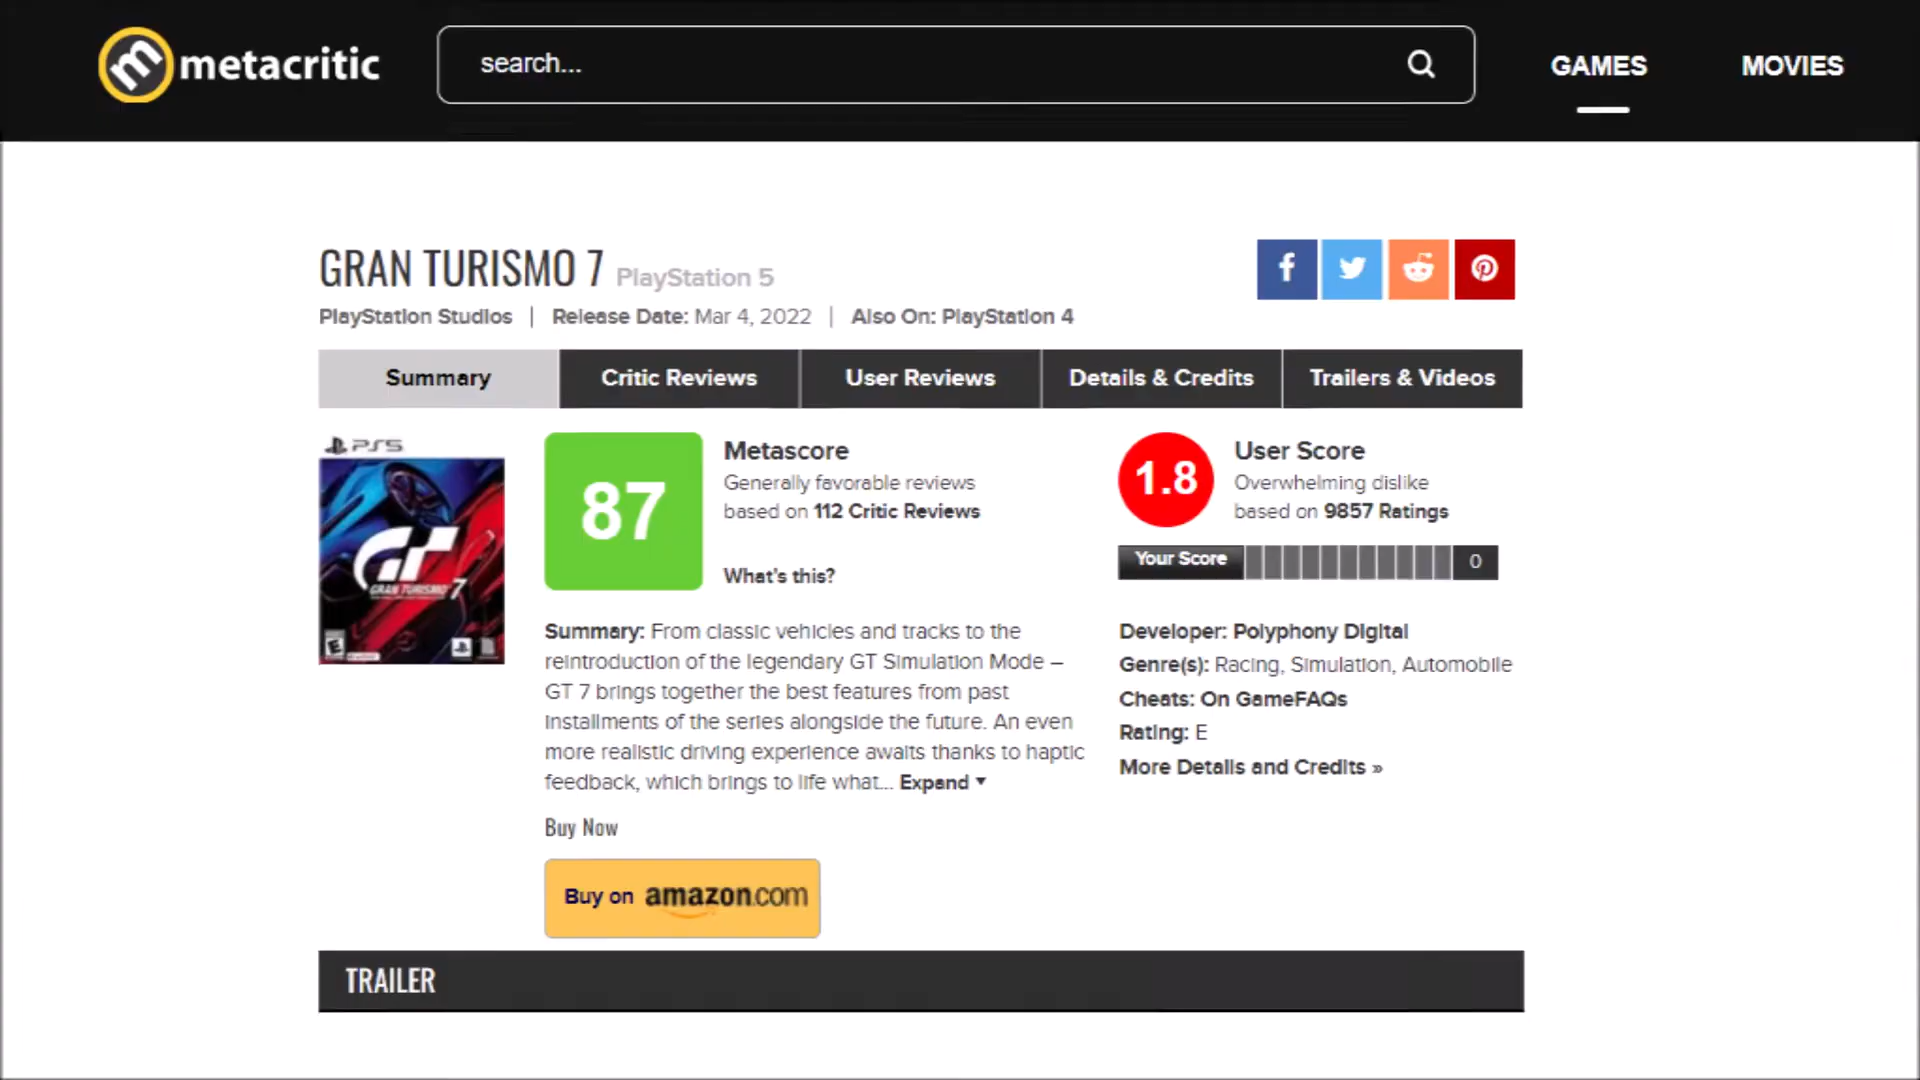 metacritic
search...
GAMES
MOVIES
GRAN TURISMO 7 PlayStation 5
PlayStation Studios | Release Date: Mar 4, 2022 | Also On: PlayStation 4
Summary
Critic Reviews
User Reviews
Details & Credits
Trailers & Videos
PS5
GRAN TURISMO 7
E
87
Metascore
Generally favorable reviews
based on 112 Critic Reviews
What's this?
1.8
User Score
Overwhelming dislike
based on 9857 Ratings
Your Score
0
Summary: From classic vehicles and tracks to the
reintroduction of the legendary GT Simulation Mode –
GT 7 brings together the best features from past
installments of the series alongside the future. An even
more realistic driving experience awaits thanks to haptic
feedback, which brings to life what... Expand
Developer: Polyphony Digital
Genre(s): Racing, Simulation, Automobile
Cheats: On GameFAQs
Rating: E
More Details and Credits »
Buy Now
Buy on amazon.com
TRAILER